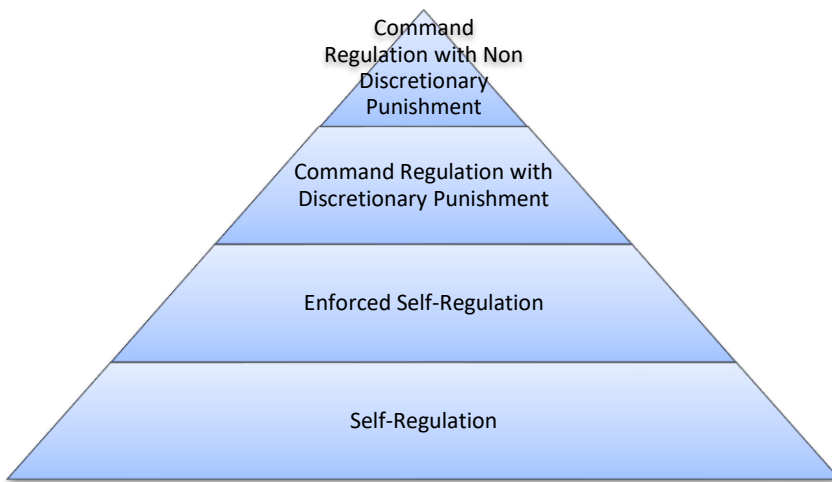 Command
Regulation with Non
Discretionary
Punishment
Command Regulation with
Discretionary Punishment
Enforced Self-Regulation
Self-Regulation